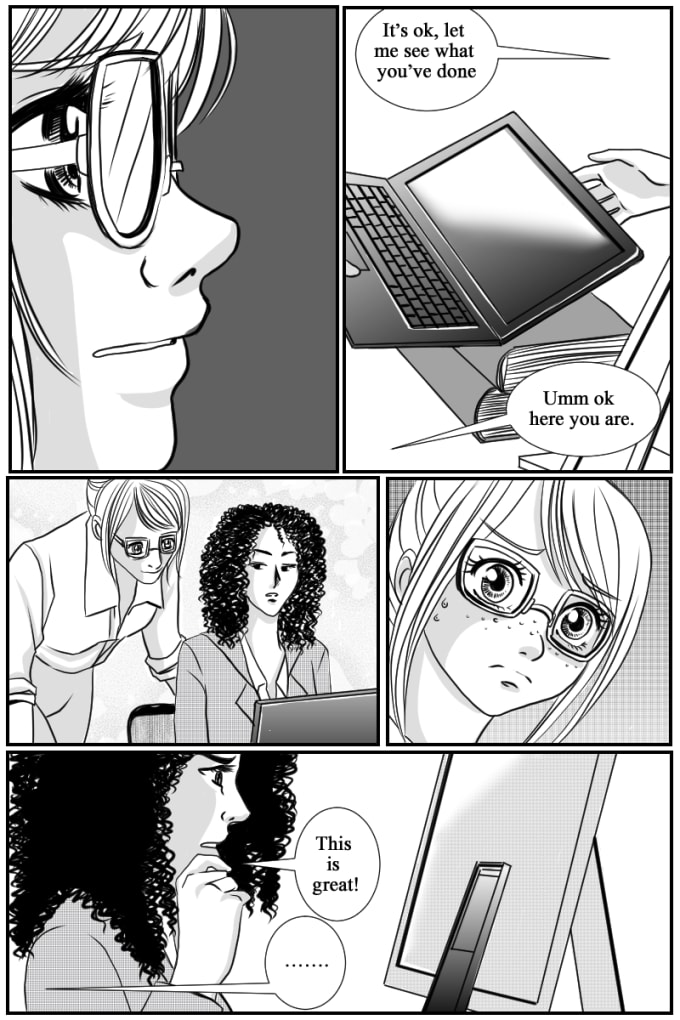 It's ok, let
me see what
you've done
Umm ok
here you are.
This
is
great!
.......